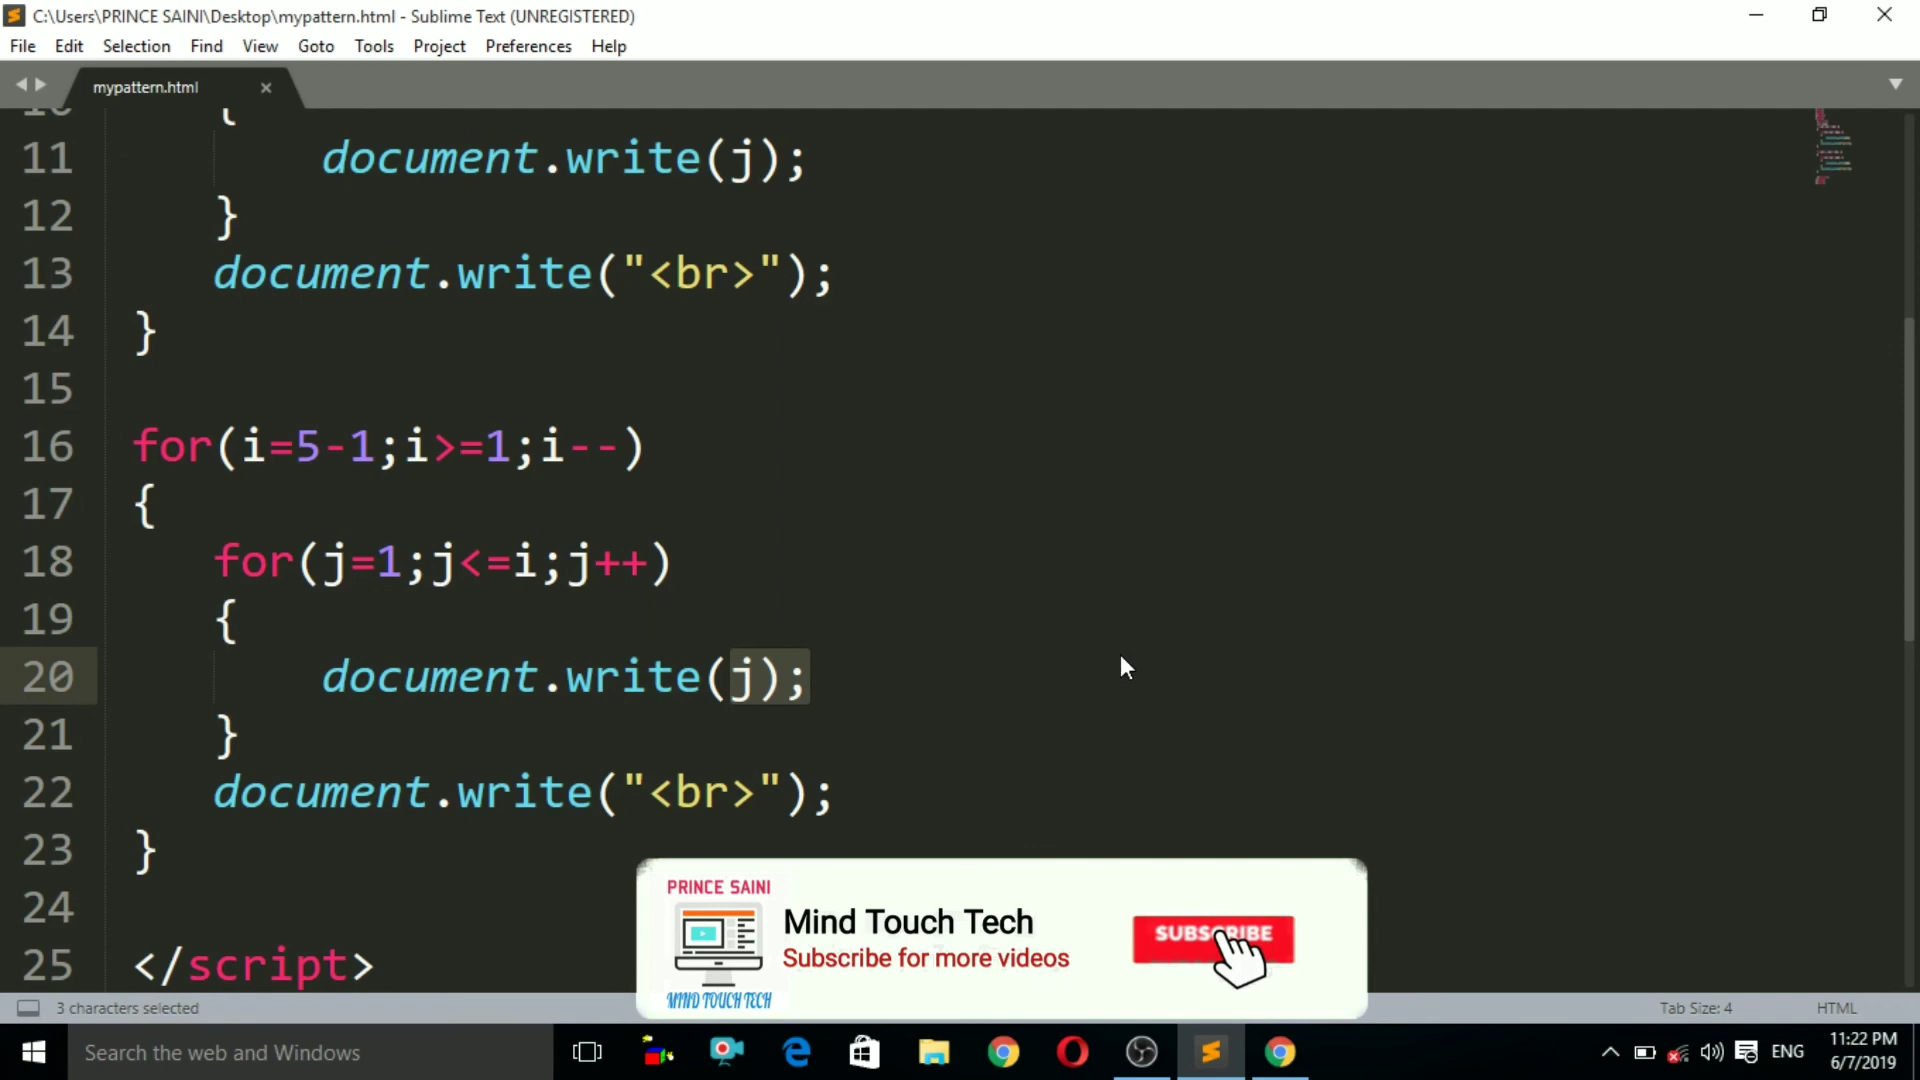 C:\Users\PRINCE SAINI\Desktop\mypattern.html - Sublime Text (UNREGISTERED)
File Edit Selection Find View Goto Tools Project Preferences Help
mypattern.html
10 {
11 document.write(j);
12 }
13 document.write("<br>");
14 }
15
16 for(i=5-1;i>=1;i--)
17 {
18 for(j=1;j<=i;j++)
19 {
20 document.write(j);
21 }
22 document.write("<br>");
23 }
24
25 </script>
PRINCE SAINI
Mind Touch Tech
Subscribe for more videos
SUBSCRIBE
MIND TOUCH TECH
3 characters selected Tab Size: 4 HTML
Search the web and Windows
ENG
11:22 PM
6/7/2019